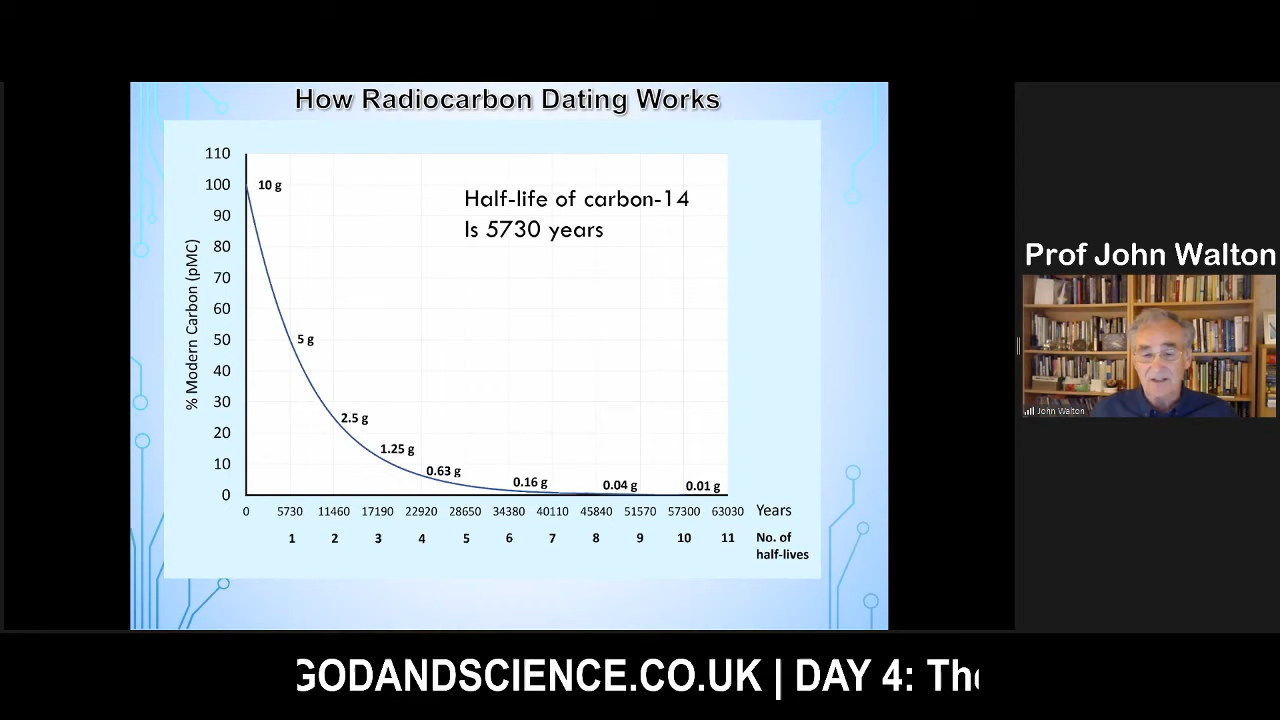 How Radiocarbon Dating Works
110
100
90
80
70
60
50
40
30
20
10
0
% Modern Carbon (pMC)
10 g
5 g
2.5 g
1.25 g
0.63 g
0.16 g
0.04 g
0.01 g
Half-life of carbon-14
Is 5730 years
0 5730 11460 17190 22920 28650 34380 40110 45840 51570 57300 63030 Years
1 2 3 4 5 6 7 8 9 10 11 No. of
half-lives
Prof John Walton
John Walton
GODANDSCIENCE.CO.UK | DAY 4: The